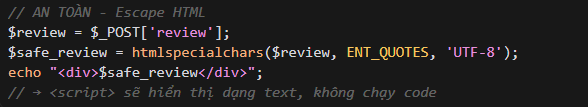 // AN TOÀN - Escape HTML
$review = $_POST['review'];
$safe_review = htmlspecialchars($review, ENT_QUOTES, 'UTF-8');
echo "<div>$safe_review</div>";
// → <script> sẽ hiển thị dạng text, không chạy code